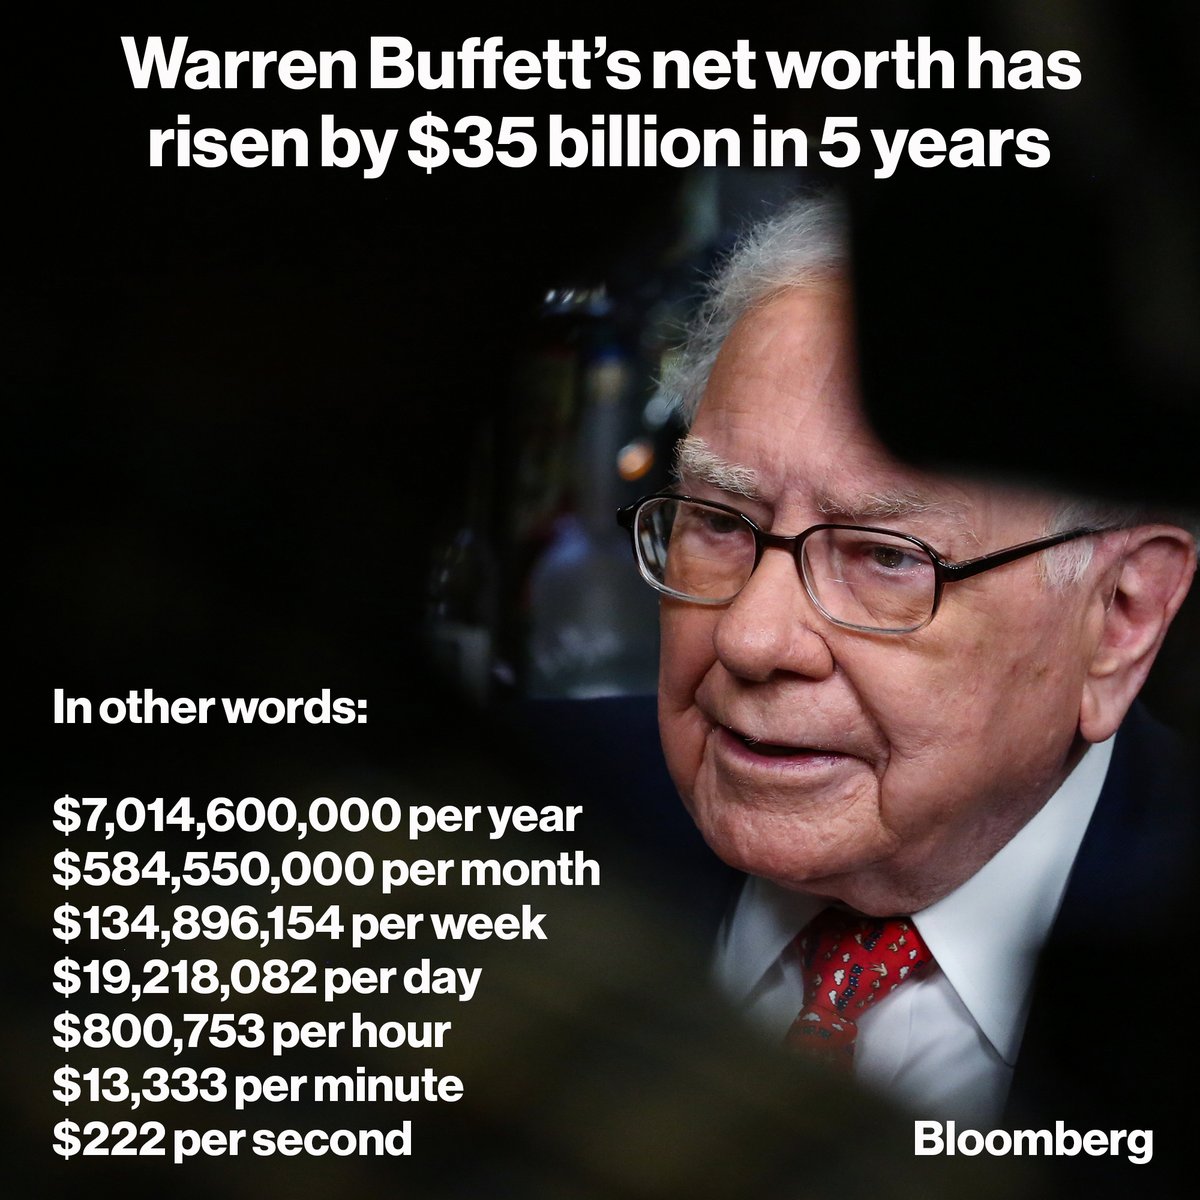 Warren Buffett’s net worth has
risen by $35 billion in 5 years
In other words:
$7,014,600,000 per year
$584,550,000 per month
$134,896,154 per week
$19,218,082 per day
$800,753 per hour
$13,333 per minute
$222 per second
Bloomberg